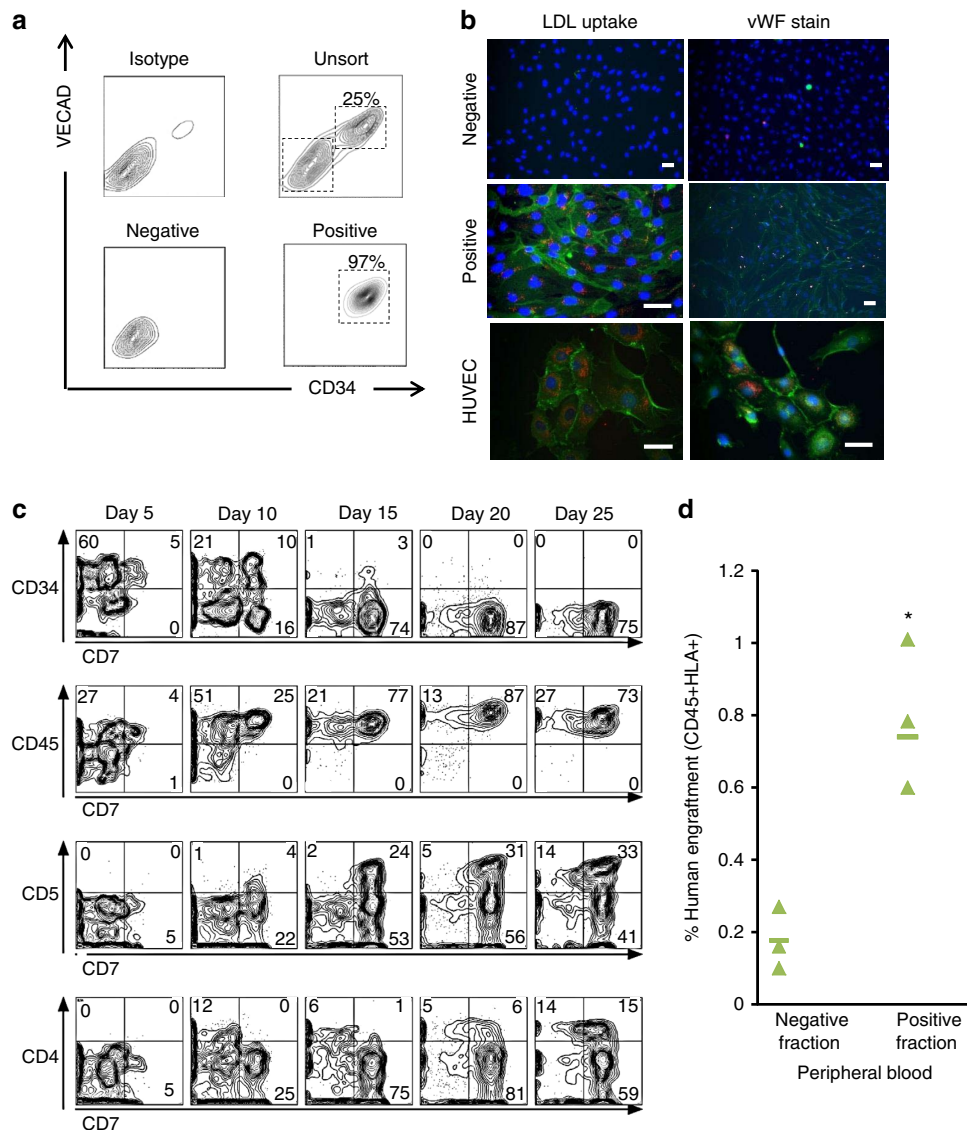 a
Isotype
Unsort
25%
VECAD
Negative
Positive
97%
CD34
b
LDL uptake
vWF stain
Negative
Positive
HUVEC
c
Day 5
Day 10
Day 15
Day 20
Day 25
CD34
60 5 0
21 10 16
1 3 74
0 0 87
0 0 75
CD7
CD45
27 4 1
51 25 0
21 77 0
13 87 0
27 73 0
CD7
CD5
0 0 5
1 4 22
2 24 53
5 31 56
14 33 41
CD7
CD4
0 0 5
12 0 25
6 1 75
5 6 81
14 15 59
CD7
d
% Human engraftment (CD45+HLA+)
1.2
1
0.8
0.6
0.4
0.2
0
*
Negative
fraction
Positive
fraction
Peripheral blood